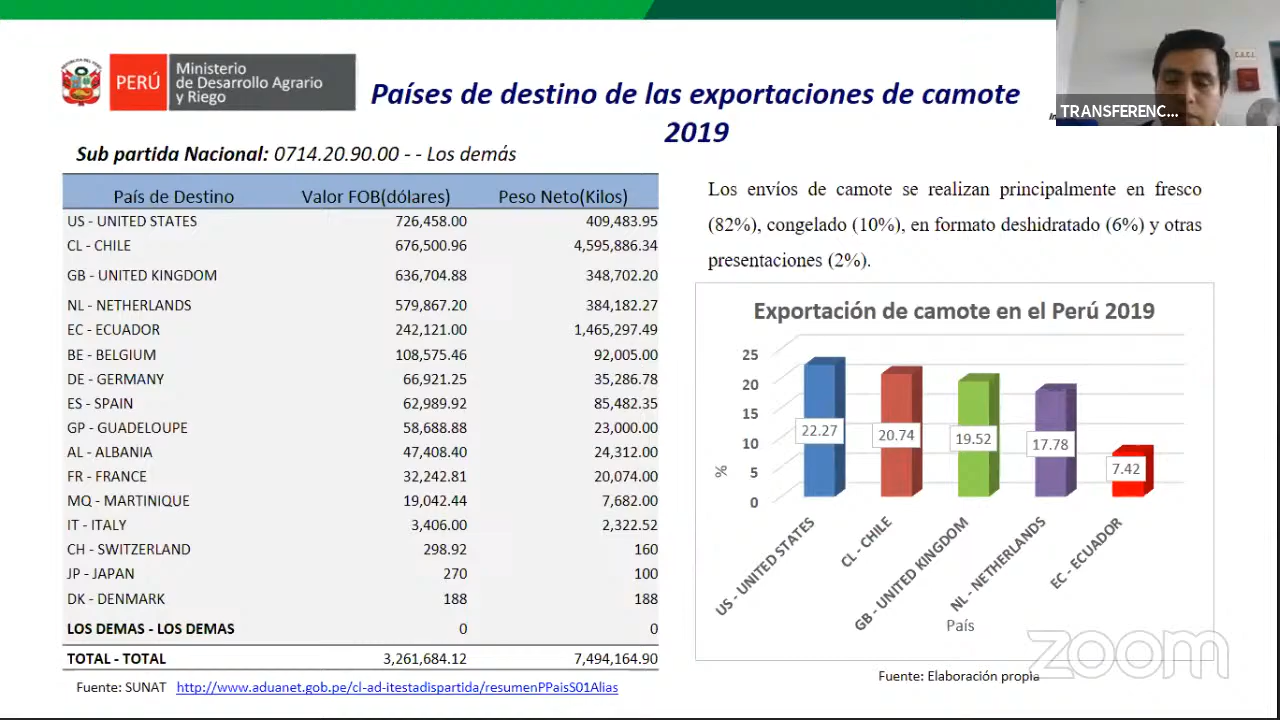 PERÚ
Ministerio
de Desarrollo Agrario
y Riego
Países de destino de las exportaciones de camote
2019
TRANSFERENC...
Sub partida Nacional: 0714.20.90.00 - - Los demás
País de Destino Valor FOB(dólares) Peso Neto(Kilos)
US - UNITED STATES 726,458.00 409,483.95
CL - CHILE 676,500.96 4,595,886.34
GB - UNITED KINGDOM 636,704.88 348,702.20
NL - NETHERLANDS 579,867.20 384,182.27
EC - ECUADOR 242,121.00 1,465,297.49
BE - BELGIUM 108,575.46 92,005.00
DE - GERMANY 66,921.25 35,286.78
ES - SPAIN 62,989.92 85,482.35
GP - GUADELOUPE 58,688.88 23,000.00
AL - ALBANIA 47,408.40 24,312.00
FR - FRANCE 32,242.81 20,074.00
MQ - MARTINIQUE 19,042.44 7,682.00
IT - ITALY 3,406.00 2,322.52
CH - SWITZERLAND 298.92 160
JP - JAPAN 270 100
DK - DENMARK 188 188
LOS DEMAS - LOS DEMAS 0 0
TOTAL - TOTAL 3,261,684.12 7,494,164.90
Fuente: SUNAT http://www.aduanet.gob.pe/cl-ad-itestadispartida/resumenPPaisS01Alias
Los envíos de camote se realizan principalmente en fresco
(82%), congelado (10%), en formato deshidratado (6%) y otras
presentaciones (2%).
Exportación de camote en el Perú 2019
25
20
15
10
5
0
%
22.27
20.74
19.52
17.78
7.42
US - UNITED STATES
CL - CHILE
GB - UNITED KINGDOM
NL - NETHERLANDS
EC - ECUADOR
País
Fuente: Elaboración propia
zoom